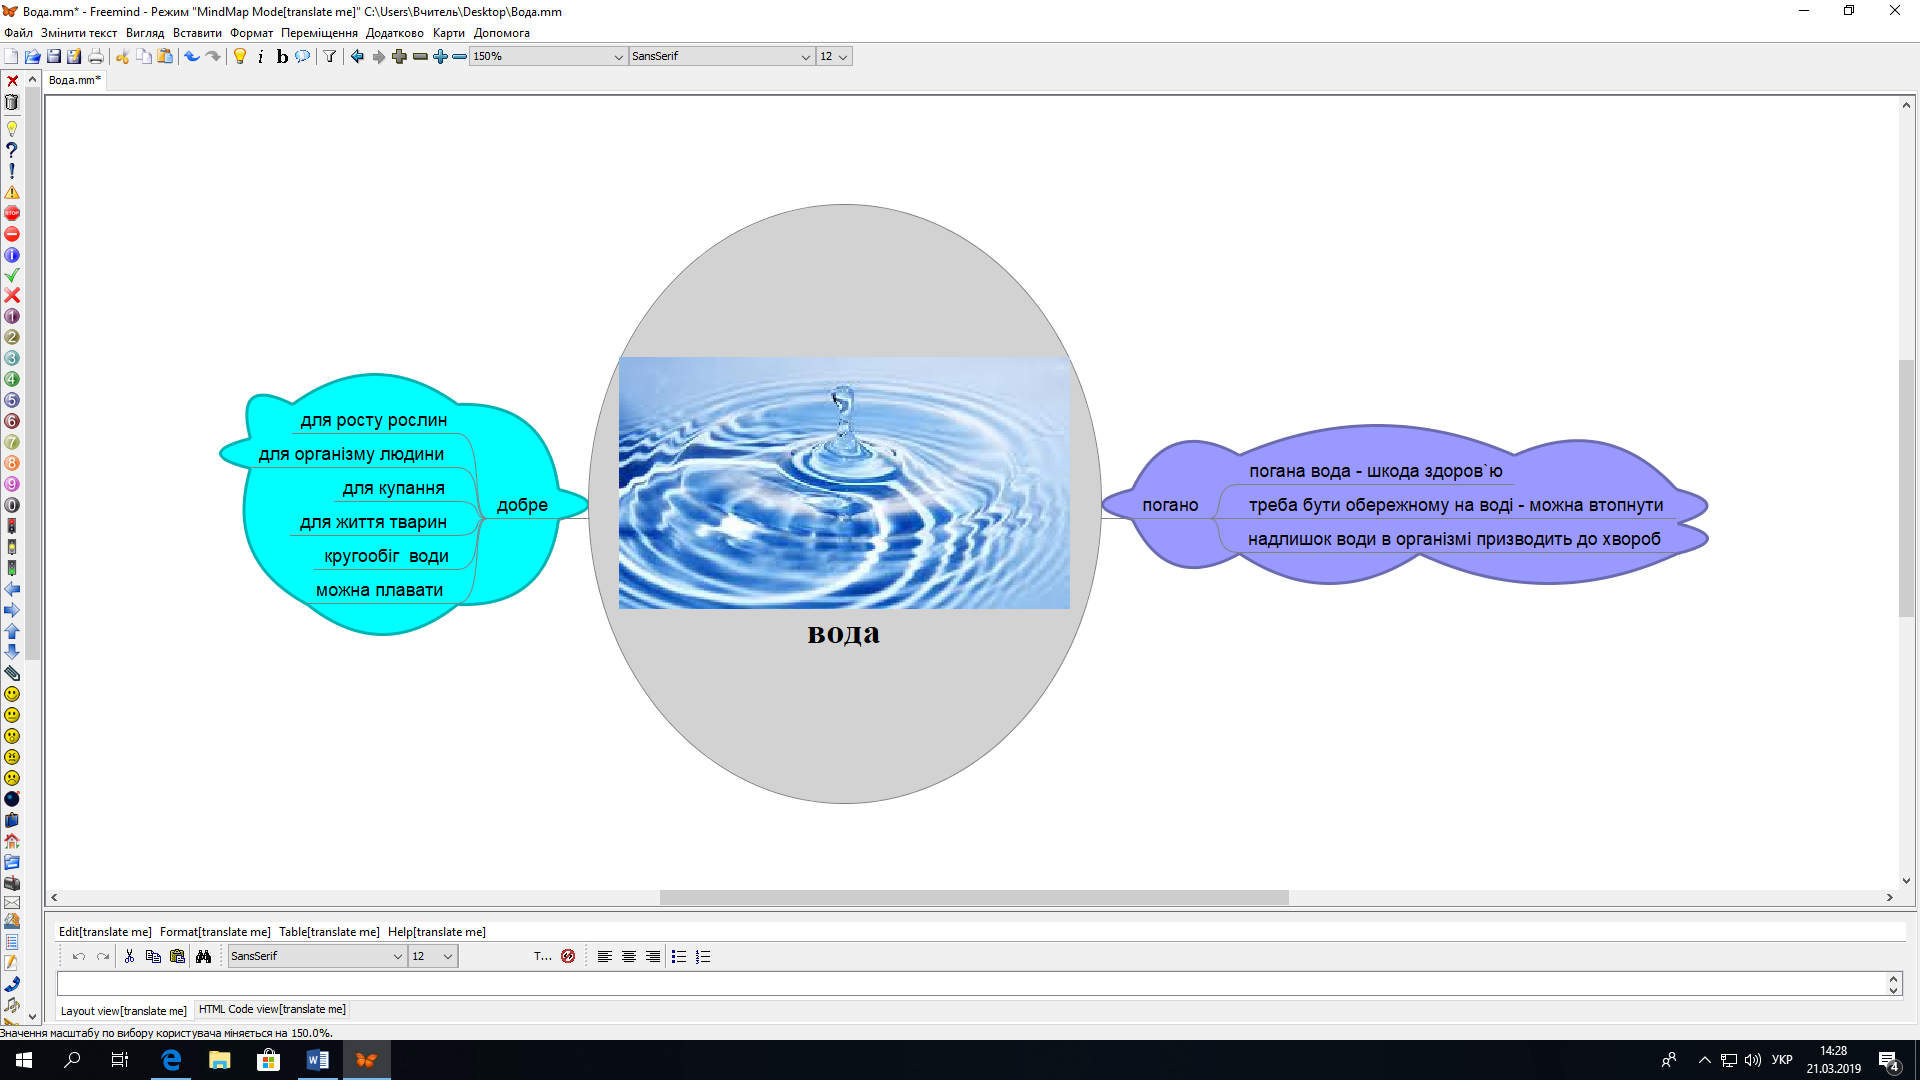 Вода.mm* - Freemind - Режим "MindMap Mode[translate me]" C:\Users\Вчитель\Desktop\Вода.mm
Файл Змінити текст Вигляд Вставити Формат Переміщення Додатково Карти Допомога
150% SansSerif 12
Вода.mm*
для росту рослин
для організму людини
для купання
для життя тварин
кругообіг води
можна плавати
добре
вода
погано
погана вода - шкода здоров`ю
треба бути обережному на воді - можна втопнути
надлишок води в організмі призводить до хвороб
Edit[translate me] Format[translate me] Table[translate me] Help[translate me]
SansSerif 12 T...
Layout view[translate me] HTML Code view[translate me]
Значення масштабу по вибору користувача міняється на 150.0%.
УКР
14:28
21.03.2019
4